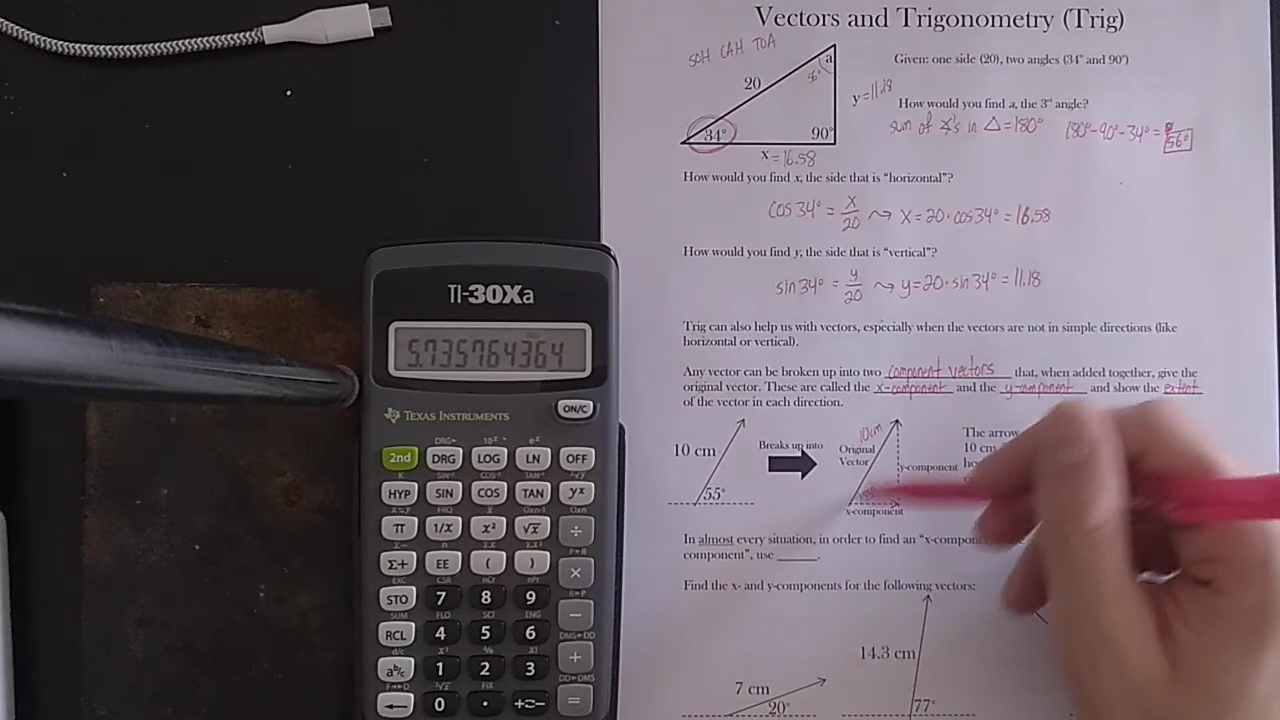 Vectors and Trigonometry (Trig)
SOH CAH TOA
Given: one side (20), two angles (34° and 90°)
20
a
56°
y=11.18
34°
90°
x=16.58
How would you find a, the 3rd angle?
sum of ∡'s in △=180° 180°-90°-34°= 56°
How would you find x, the side that is "horizontal"?
cos34° = x/20 ⤳ x=20·cos34°=16.58
How would you find y, the side that is "vertical"?
sin34° = y/20 ⤳ y=20·sin34°=11.18
Trig can also help us with vectors, especially when the vectors are not in simple directions (like
horizontal or vertical).
Any vector can be broken up into two component vectors that, when added together, give the
original vector. These are called the x-component and the y-component and show the extent
of the vector in each direction.
10 cm
55°
Breaks up into
10cm
Original
Vector
y-component
x-component
The arrow
10 cm
In almost every situation, in order to find an "x-compon
component", use ______.
Find the x- and y-components for the following vectors:
7 cm
20°
14.3 cm
77°
TI-30Xa
5.735764364
TEXAS INSTRUMENTS
ON/C
2nd DRG LOG LN OFF
HYP SIN COS TAN yˣ
π 1/x x² √x ÷
Σ+ EE ( ) ×
STO 7 8 9 −
RCL 4 5 6 +
a b/c 1 2 3 =
← 0 · +⇆−